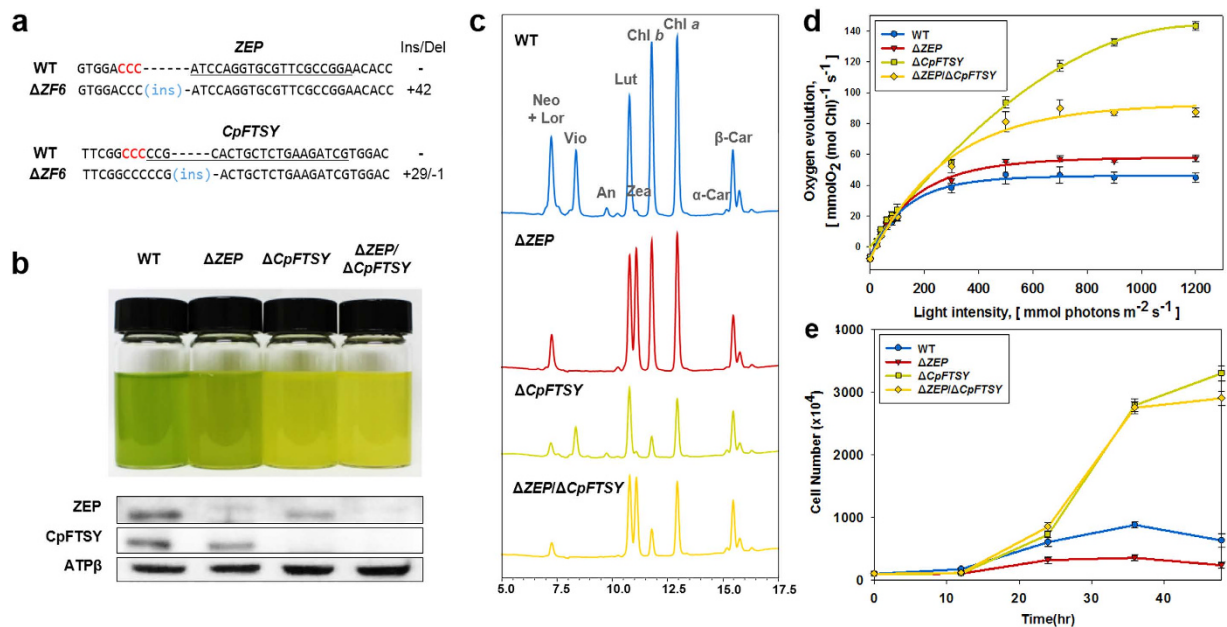 a
ZEP
Ins/Del
WT GTGGACCC------ATCCAGGTGCGTTCGCCGGAACACC -
ΔZF6 GTGGACCC(ins)-ATCCAGGTGCGTTCGCCGGAACACC +42
CpFTSY
WT TTCGGCCCCCG-----CACTGCTCTGAAGATCGTGGAC -
ΔZF6 TTCGGCCCCCG(ins)-ACTGCTCTGAAGATCGTGGAC +29/-1
b
WT ΔZEP ΔCpFTSY ΔZEP/
ΔCpFTSY
ZEP
CpFTSY
ATPβ
c
WT
Neo
+ Lor
Vio
An
Lut
Zea
Chl b
Chl a
α-Car
β-Car
ΔZEP
ΔCpFTSY
ΔZEP/ΔCpFTSY
5.0 7.5 10.0 12.5 15.0 17.5
d
Oxygen evolution,
[ mmolO2 (mol Chl)-1 s-1 ]
160
140
120
100
80
60
40
20
0
WT
ΔZEP
ΔCpFTSY
ΔZEP/ΔCpFTSY
0 200 400 600 800 1000 1200
Light intensity, [ mmol photons m-2 s-1 ]
e
Cell Number (x104)
1000
3000
1000
0
WT
ΔZEP
ΔCpFTSY
ΔZEP/ΔCpFTSY
0 10 20 30 40
Time(hr)